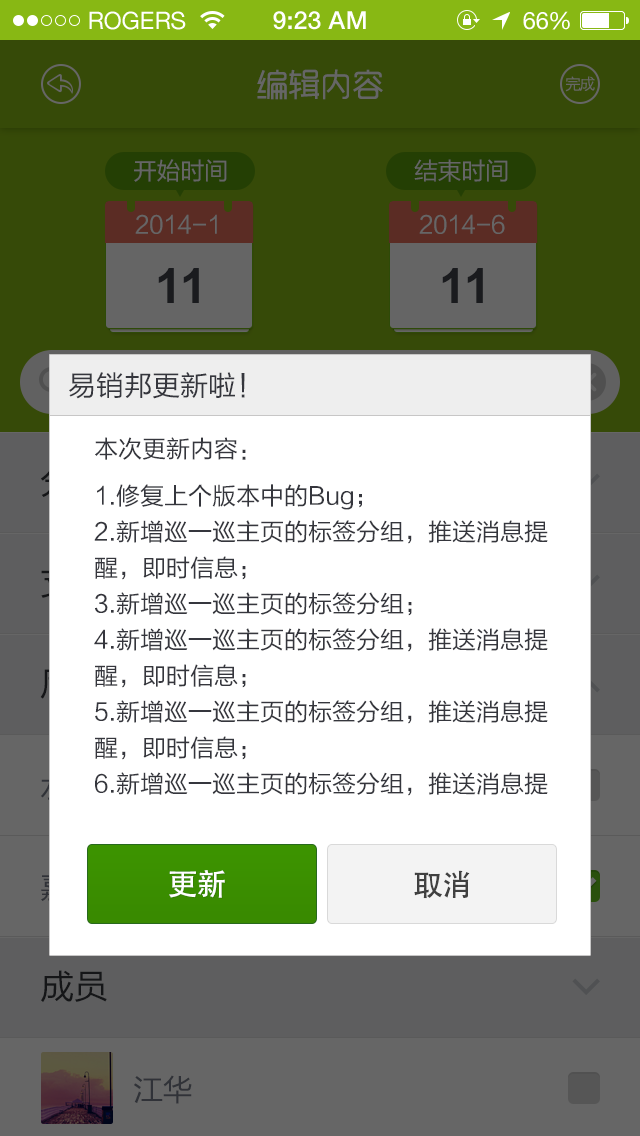 ROGERS 9:23 AM 66%
编辑内容
完成
开始时间 结束时间
2014-1 2014-6
11 11
易销邦更新啦！
本次更新内容：
1.修复上个版本中的Bug；
2.新增巡一巡主页的标签分组，推送消息提
醒，即时信息；
3.新增巡一巡主页的标签分组；
4.新增巡一巡主页的标签分组，推送消息提
醒，即时信息；
5.新增巡一巡主页的标签分组，推送消息提
醒，即时信息；
6.新增巡一巡主页的标签分组，推送消息提
更新 取消
成员
江华